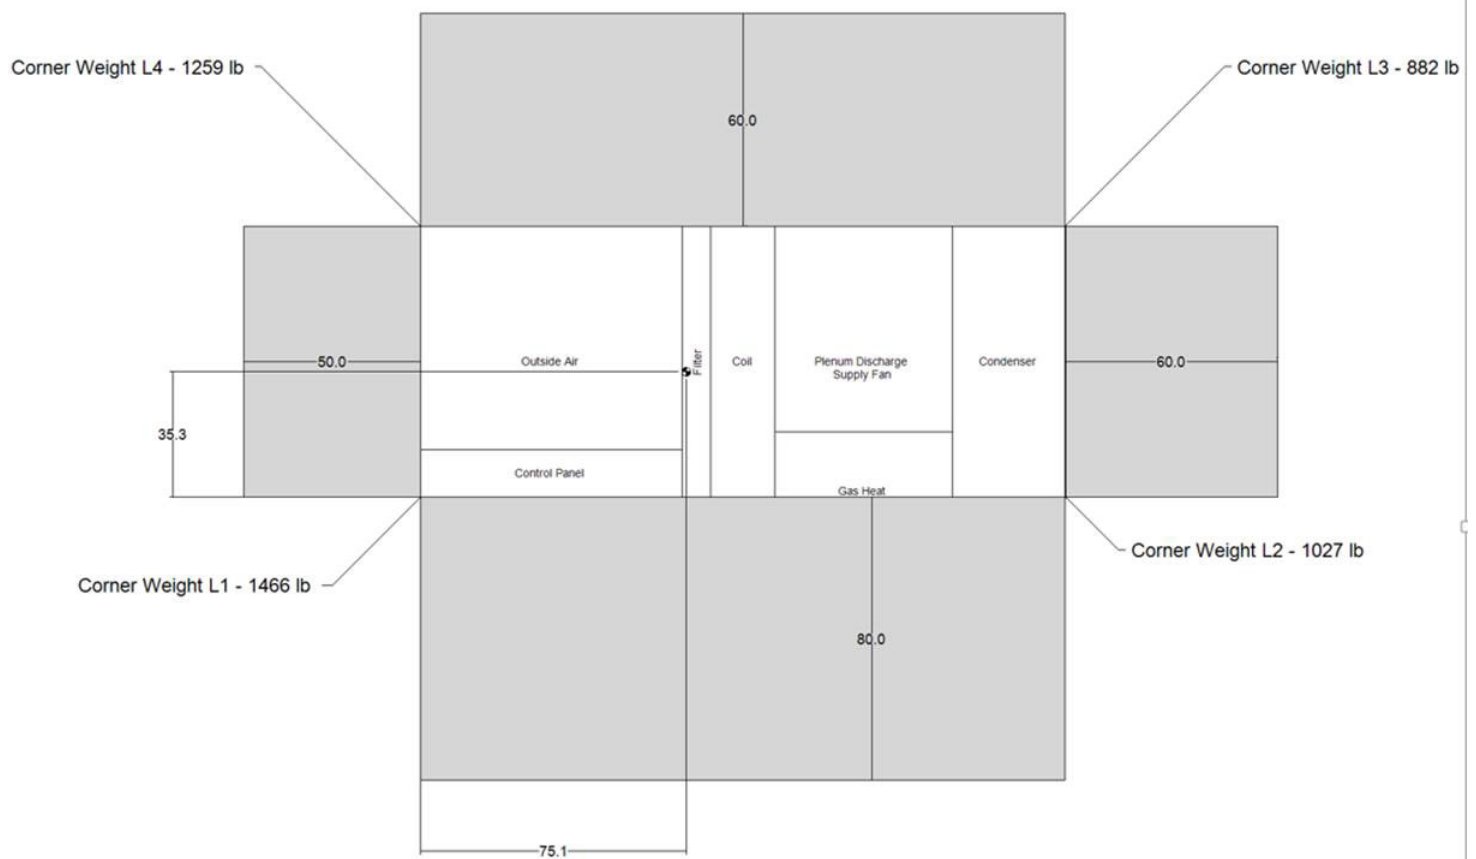 Corner Weight L4 - 1259 lb
Corner Weight L3 - 882 lb
60.0
50.0
Outside Air
Filter
Coil
Plenum Discharge
Supply Fan
Condenser
60.0
35.3
Control Panel
Gas Heat
Corner Weight L2 - 1027 lb
Corner Weight L1 - 1466 lb
80.0
75.1